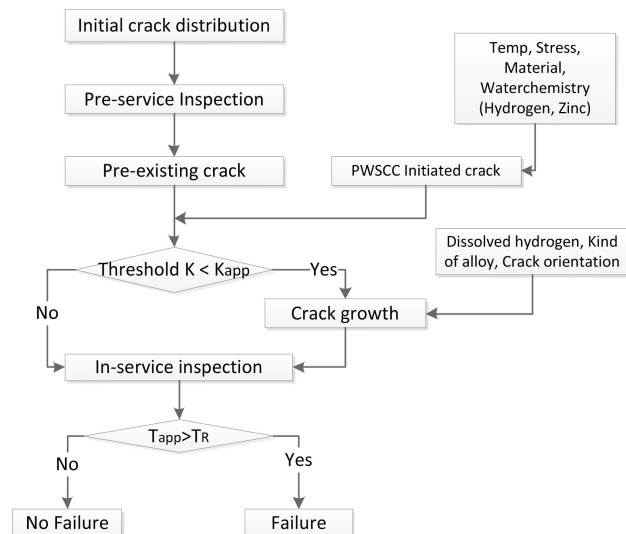 Initial crack distribution
Temp, Stress,
Material,
Waterchemistry
(Hydrogen, Zinc)
Pre-service Inspection
Pre-existing crack
PWSCC Initiated crack
Threshold K < Kapp
Yes
Dissolved hydrogen, Kind
of alloy, Crack orientation
No
Crack growth
In-service inspection
Tapp>TR
No
Yes
No Failure
Failure